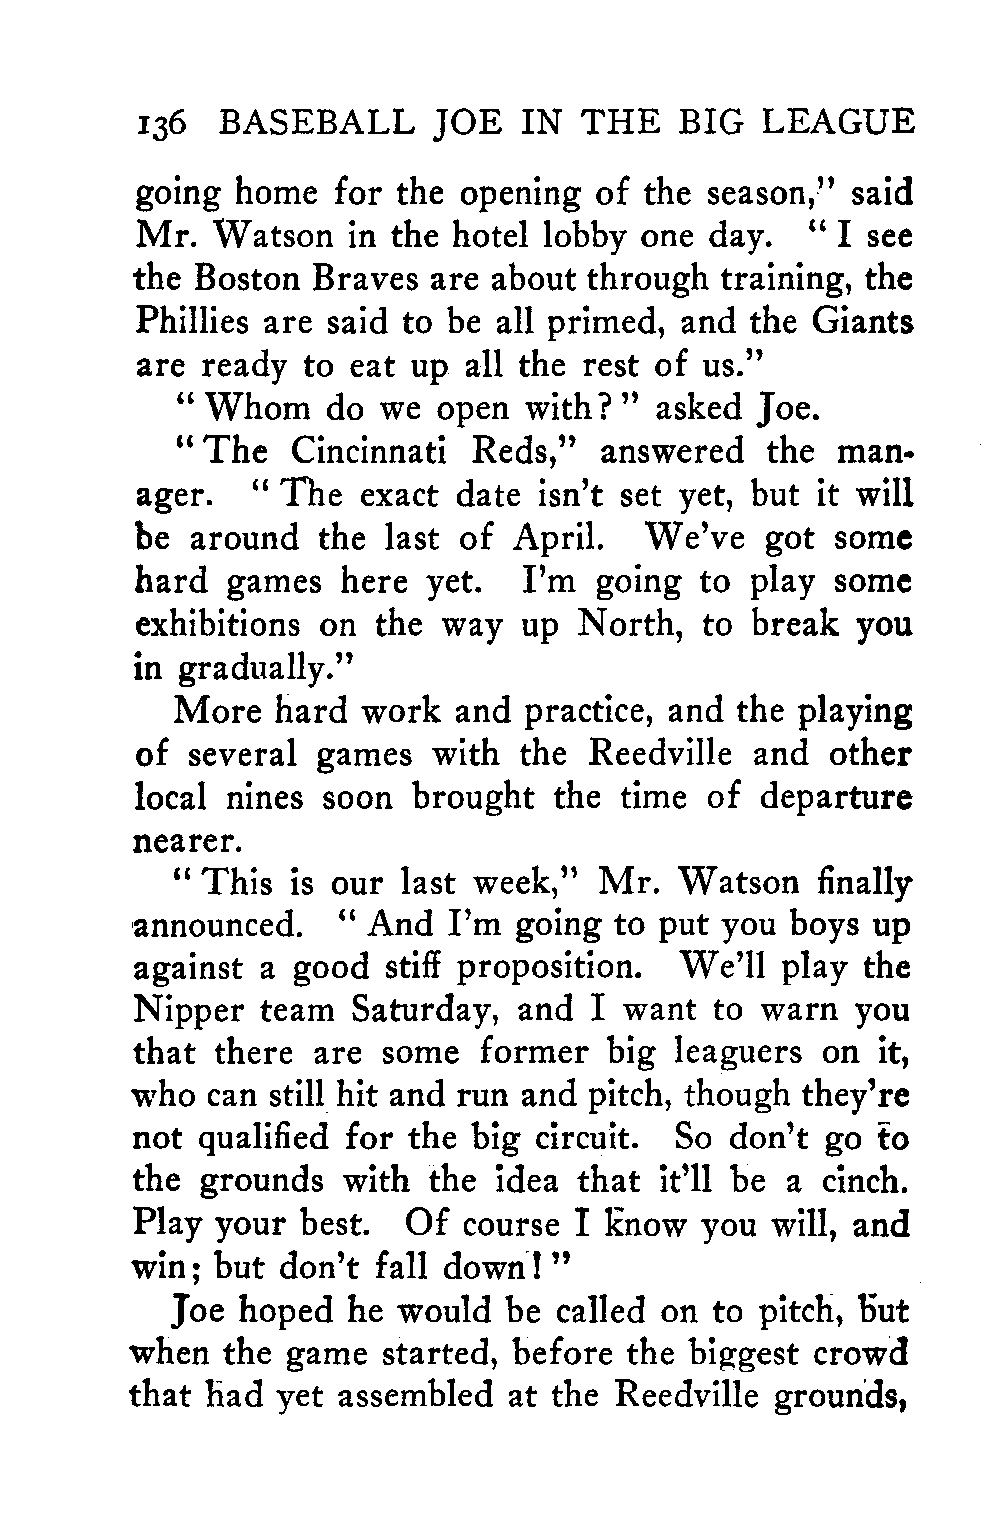 136 BASEBALL JOE IN THE BIG LEAGUE
going home for the opening of the season," said
Mr. Watson in the hotel lobby one day. " I see
the Boston Braves are about through training, the
Phillies are said to be all primed, and the Giants
are ready to eat up all the rest of us."
" Whom do we open with? " asked Joe.
" The Cincinnati Reds," answered the man-
ager. " The exact date isn't set yet, but it will
be around the last of April. We've got some
hard games here yet. I'm going to play some
exhibitions on the way up North, to break you
in gradually."
More hard work and practice, and the playing
of several games with the Reedville and other
local nines soon brought the time of departure
nearer.
" This is our last week," Mr. Watson finally
announced. " And I'm going to put you boys up
against a good stiff proposition. We'll play the
Nipper team Saturday, and I want to warn you
that there are some former big leaguers on it,
who can still hit and run and pitch, though they're
not qualified for the big circuit. So don't go to
the grounds with the idea that it'll be a cinch.
Play your best. Of course I know you will, and
win; but don't fall down! "
Joe hoped he would be called on to pitch, but
when the game started, before the biggest crowd
that had yet assembled at the Reedville grounds,